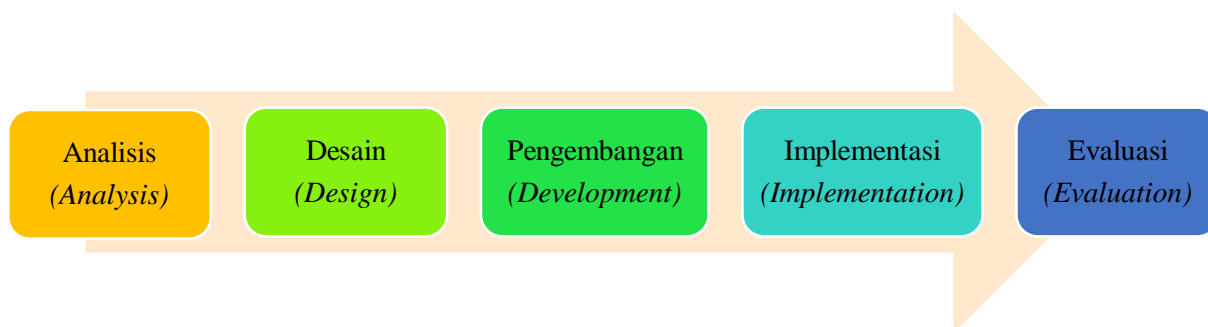 Analisis
(Analysis)
Desain
(Design)
Pengembangan
(Development)
Implementasi
(Implementation)
Evaluasi
(Evaluation)